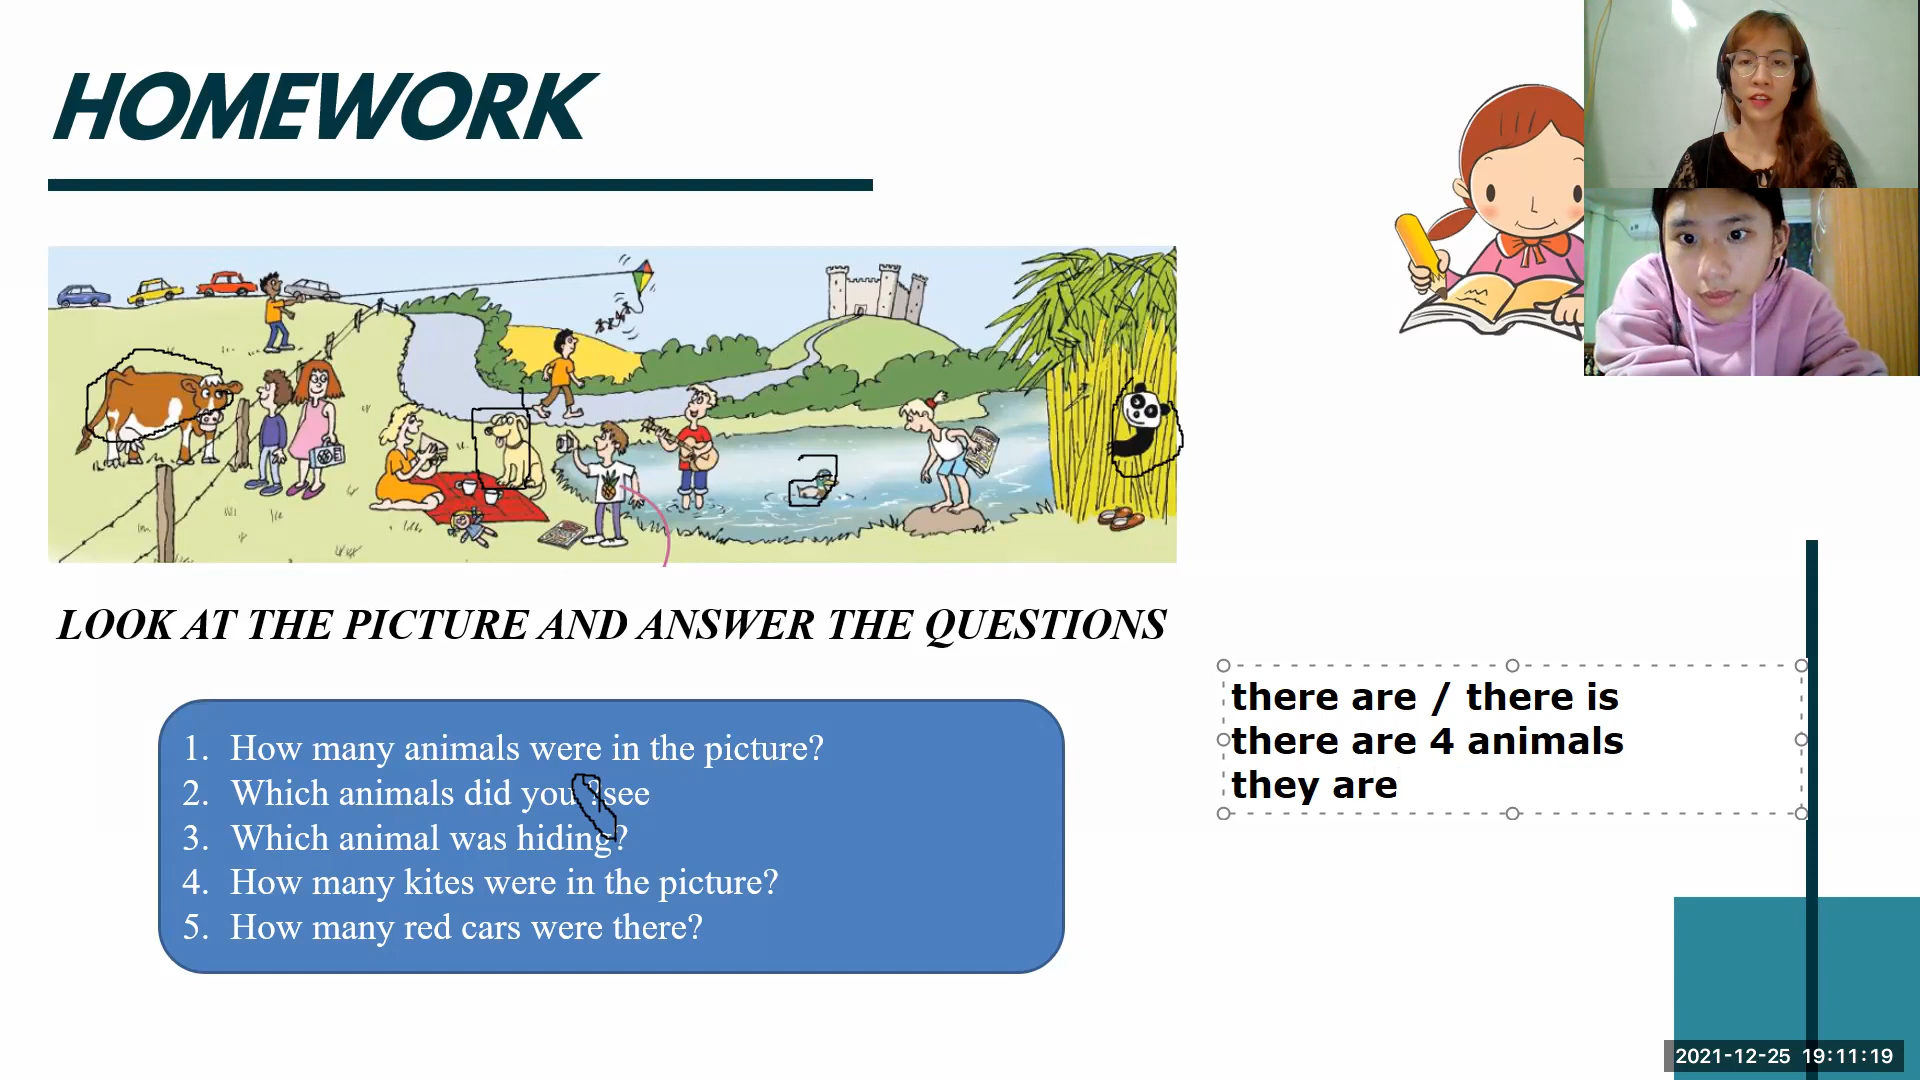 HOMEWORK
LOOK AT THE PICTURE AND ANSWER THE QUESTIONS
1. How many animals were in the picture?
2. Which animals did you ?see
3. Which animal was hiding?
4. How many kites were in the picture?
5. How many red cars were there?
there are / there is
there are 4 animals
they are
2021-12-25 19:11:19